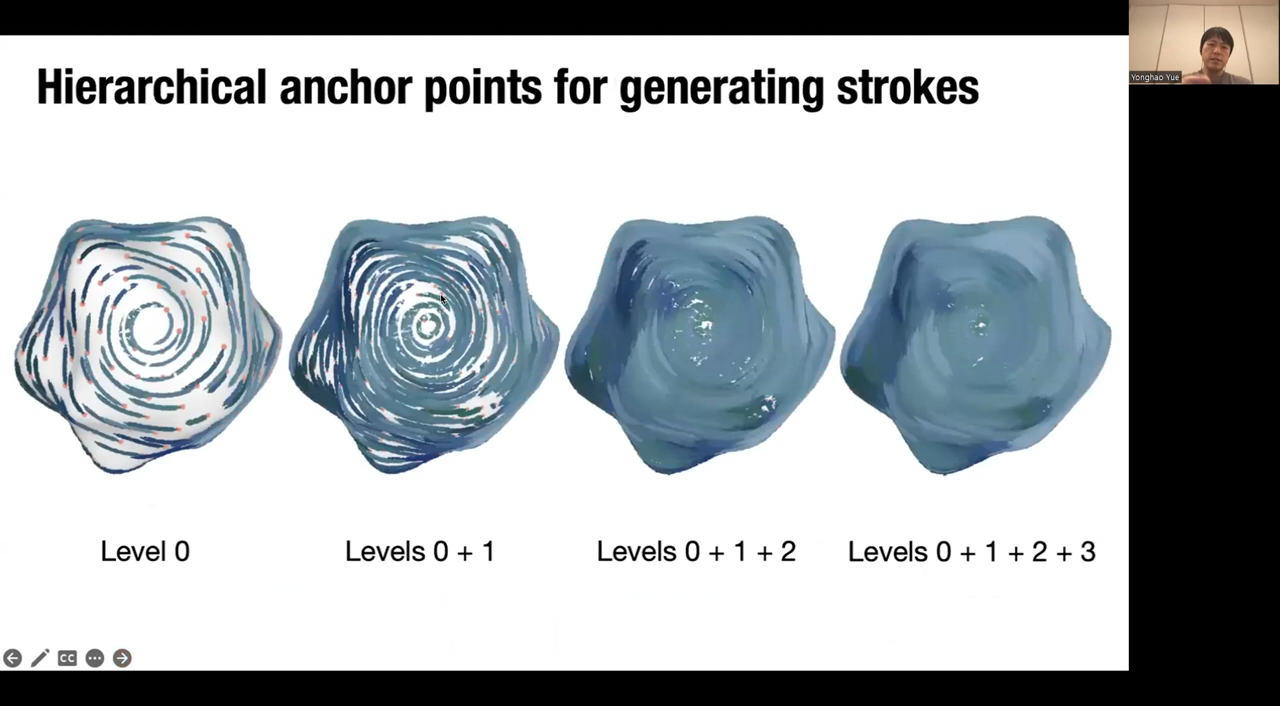 Hierarchical anchor points for generating strokes
Yonghao Yue
Level 0
Levels 0 + 1
Levels 0 + 1 + 2
Levels 0 + 1 + 2 + 3
CC